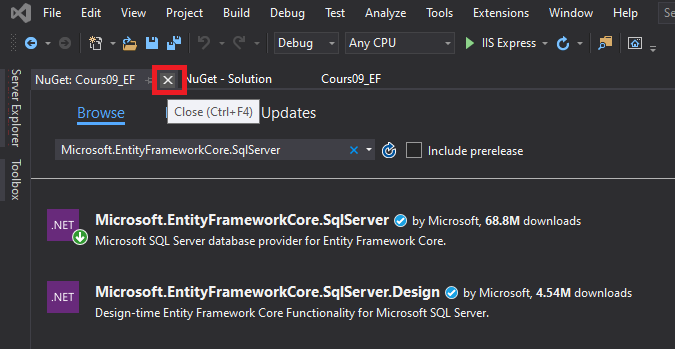 File Edit View Project Build Debug Test Analyze Tools Extensions Window Help
Debug Any CPU IIS Express
NuGet: Cours09_EF NuGet - Solution Cours09_EF
Close (Ctrl+F4)
Browse Updates
Microsoft.EntityFrameworkCore.SqlServer Include prerelease
Server Explorer
Toolbox
.NET
Microsoft.EntityFrameworkCore.SqlServer by Microsoft, 68.8M downloads
Microsoft SQL Server database provider for Entity Framework Core.
.NET
Microsoft.EntityFrameworkCore.SqlServer.Design by Microsoft, 4.54M downloads
Design-time Entity Framework Core Functionality for Microsoft SQL Server.